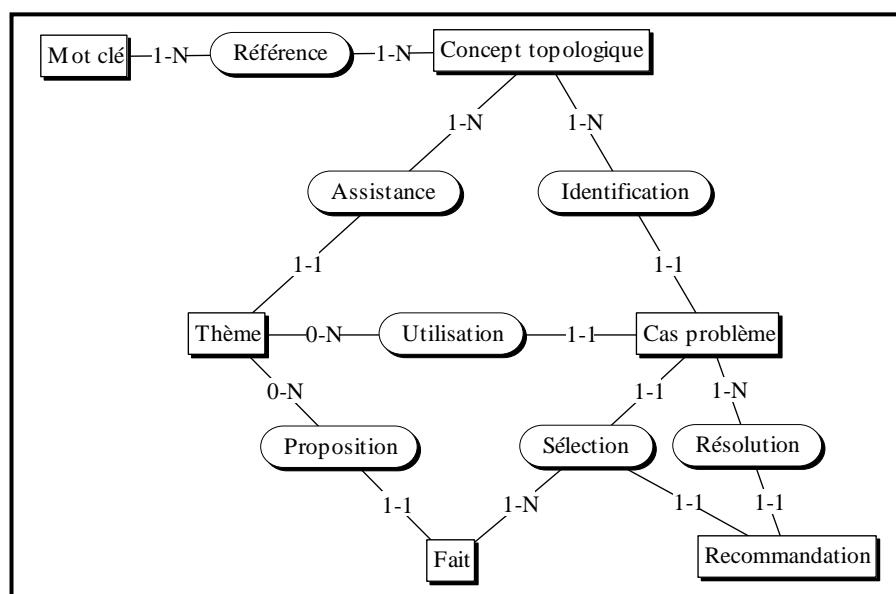 Mot clé 1-N Référence 1-N Concept topologique
1-N 1-N
Assistance Identification
1-1 1-1
Thème 0-N Utilisation 1-1 Cas problème
0-N 1-1 1-N
Proposition Sélection Résolution
1-1 1-N 1-1 1-1
Fait Recommandation